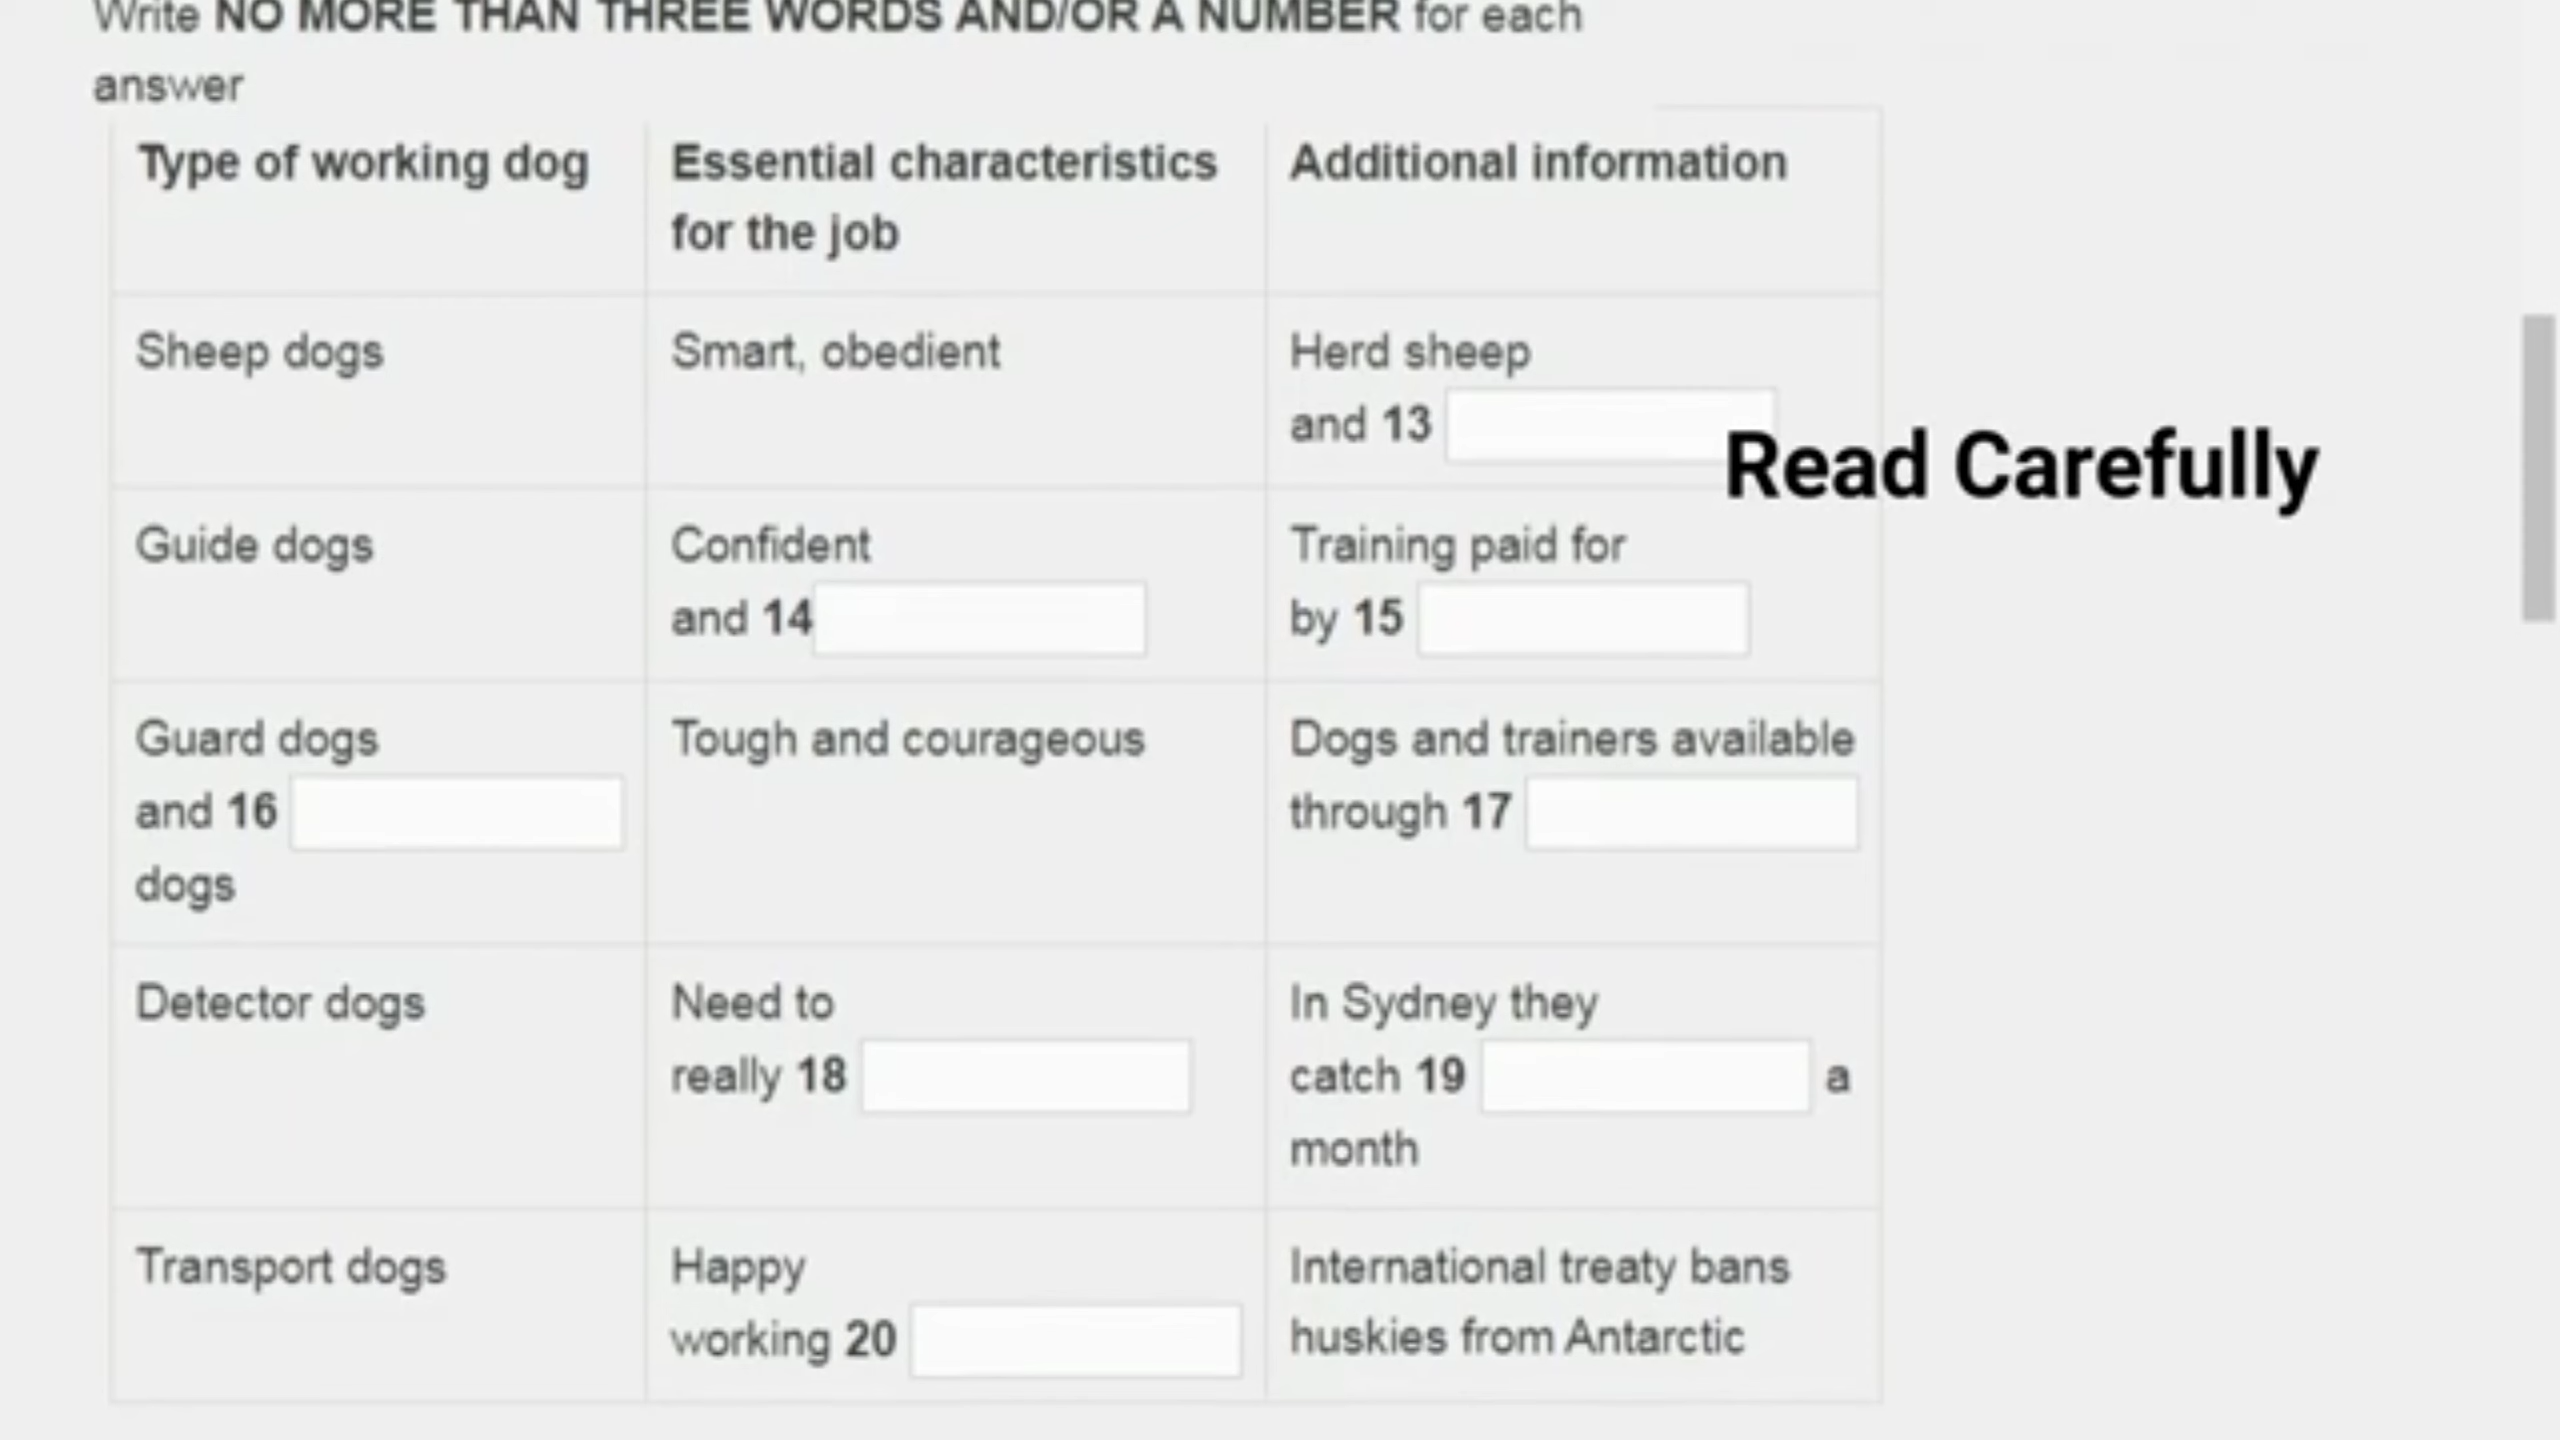 Write NO MORE THAN THREE WORDS AND/OR A NUMBER for each
answer
Type of working dog
Essential characteristics
for the job
Additional information
Sheep dogs
Smart, obedient
Herd sheep
and 13
Read Carefully
Guide dogs
Confident
and 14
Training paid for
by 15
Guard dogs
and 16
dogs
Tough and courageous
Dogs and trainers available
through 17
Detector dogs
Need to
really 18
In Sydney they
catch 19 a
month
Transport dogs
Happy
working 20
International treaty bans
huskies from Antarctic